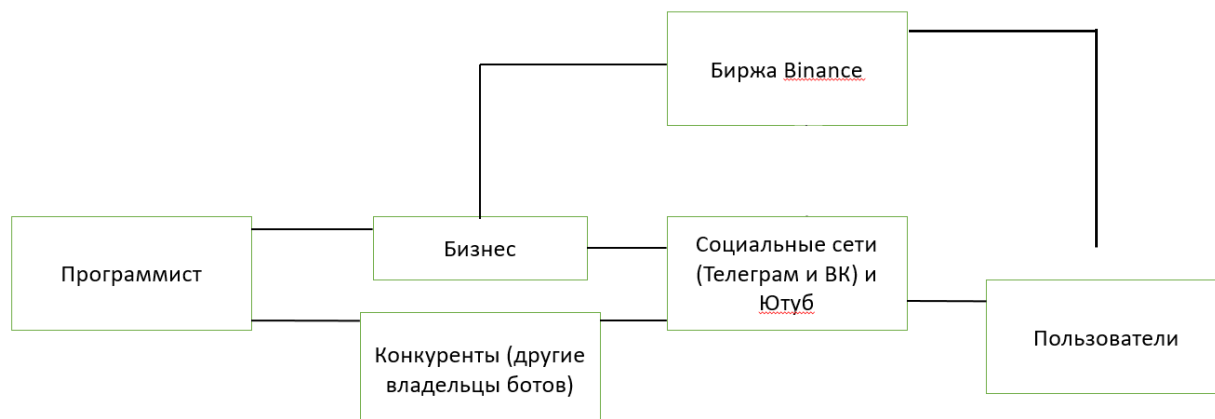 Биржа Binance
Программист
Бизнес
Социальные сети
(Телеграм и ВК) и
Ютуб
Конкуренты (другие
владельцы ботов)
Пользователи